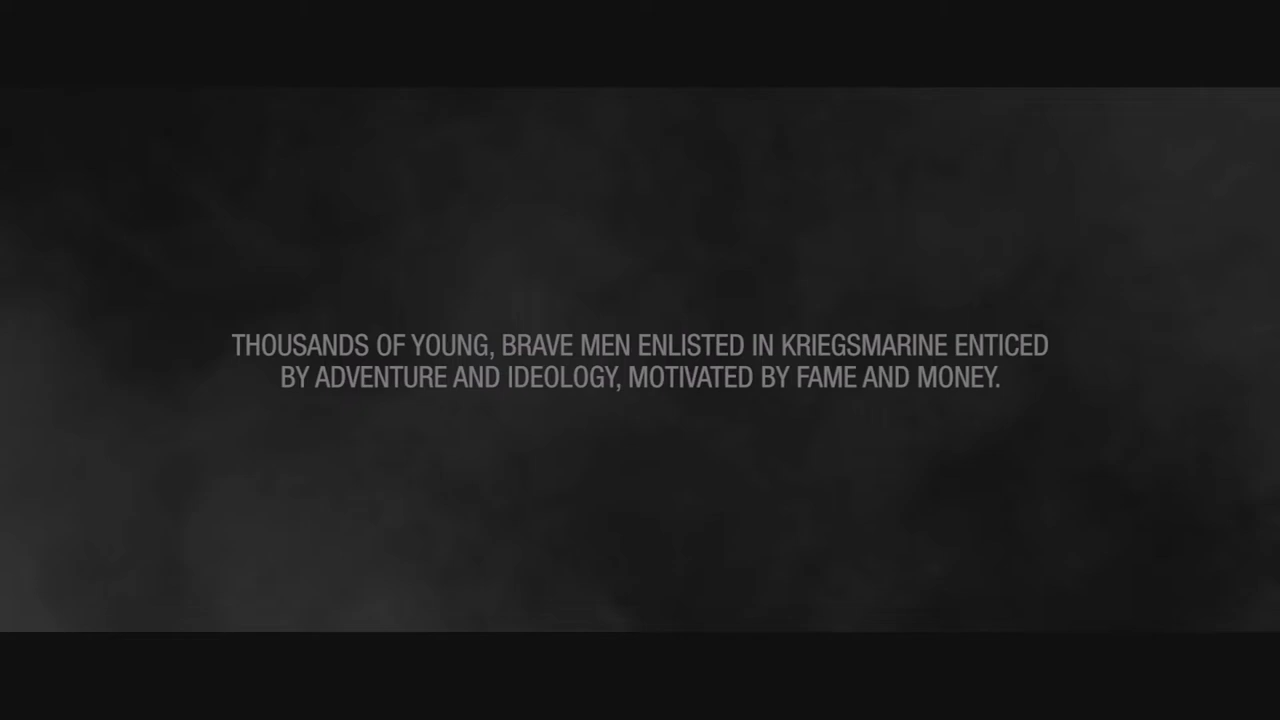 THOUSANDS OF YOUNG, BRAVE MEN ENLISTED IN KRIEGSMARINE ENTICED
BY ADVENTURE AND IDEOLOGY, MOTIVATED BY FAME AND MONEY.